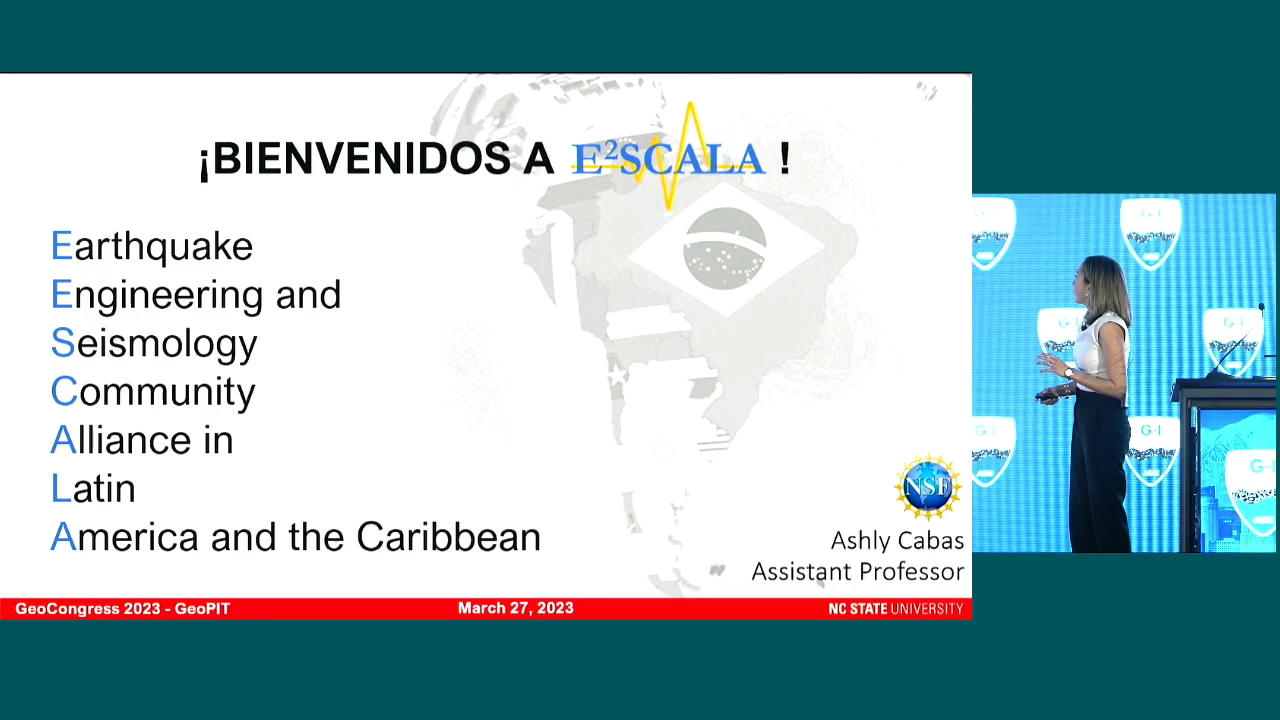 ¡BIENVENIDOS A E²SCALA !
Earthquake
Engineering and
Seismology
Community
Alliance in
Latin
America and the Caribbean
NSF
Ashly Cabas
Assistant Professor
GeoCongress 2023 - GeoPIT March 27, 2023 NC STATE UNIVERSITY
G-I
G-I
G-I
G-I